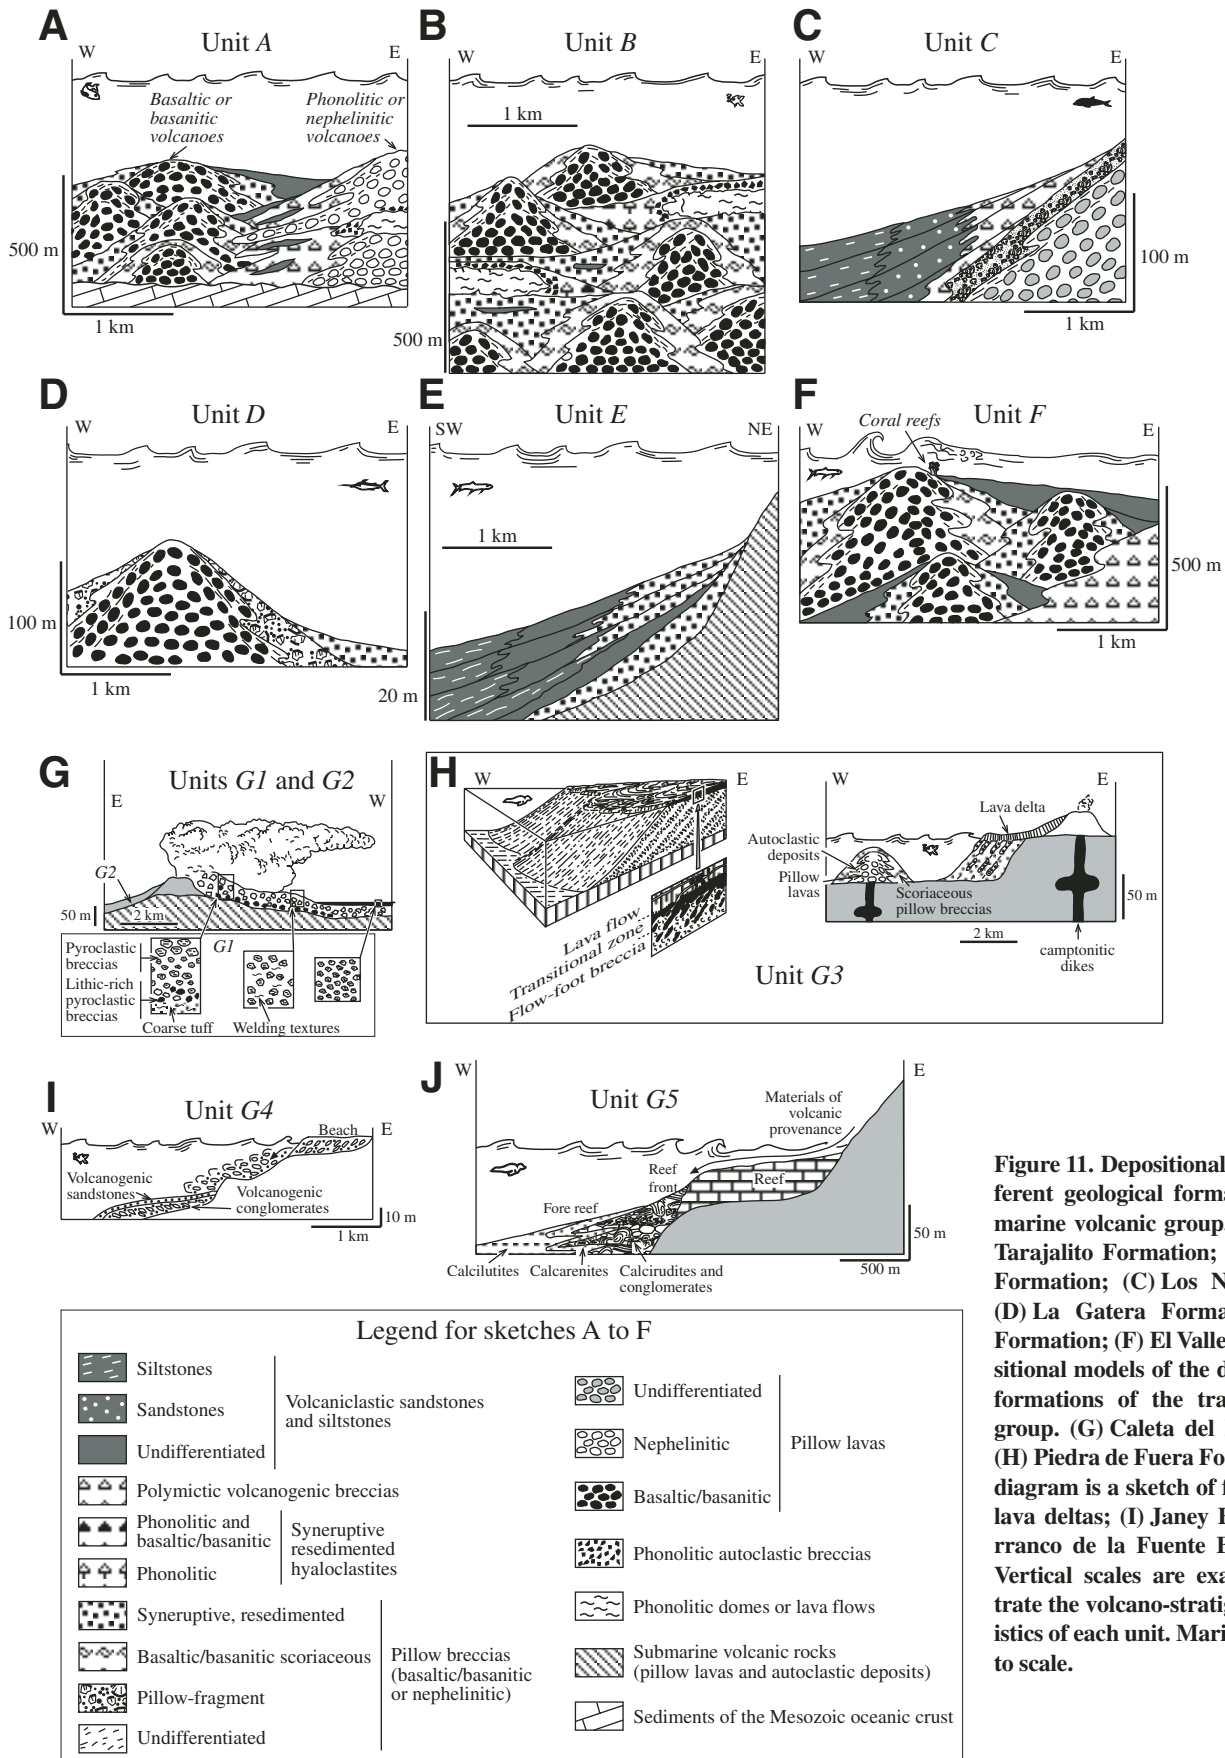 A
Unit A
W
E
Basaltic or
basanitic
volcanoes
Phonolitic or
nephelinitic
volcanoes
500 m
1 km
B
Unit B
W
E
1 km
500 m
C
Unit C
W
E
100 m
1 km
D
Unit D
W
E
100 m
1 km
E
Unit E
SW
NE
1 km
20 m
F
Unit F
W
E
Coral reefs
500 m
1 km
G
Units G1 and G2
E
W
G2
50 m
2 km
G1
Pyroclastic
breccias
Lithic-rich
pyroclastic
breccias
Coarse tuff
Welding textures
H
W
E
Lava flow
Transitional zone
Flow-foot breccia
Unit G3
W
E
Lava delta
Autoclastic
deposits
Pillow
lavas
Scoriaceous
pillow breccias
50 m
2 km
camptonitic
dikes
I
Unit G4
W
E
Beach
Volcanogenic
sandstones
Volcanogenic
conglomerates
10 m
1 km
J
Unit G5
W
E
Materials of
volcanic
provenance
Reef
front
Reef
Fore reef
50 m
500 m
Calcilutites
Calcarenites
Calcirudites and
conglomerates
Legend for sketches A to F
Siltstones
Sandstones
Undifferentiated
Volcaniclastic sandstones
and siltstones
Polymictic volcanogenic breccias
Phonolitic and
basaltic/basanitic
Phonolitic
Syneruptive
resedimented
hyaloclastites
Syneruptive, resedimented
Basaltic/basanitic scoriaceous
Pillow-fragment
Undifferentiated
Pillow breccias
(basaltic/basanitic
or nephelinitic)
Undifferentiated
Nephelinitic
Basaltic/basanitic
Pillow lavas
Phonolitic autoclastic breccias
Phonolitic domes or lava flows
Submarine volcanic rocks
(pillow lavas and autoclastic deposits)
Sediments of the Mesozoic oceanic crust
Figure 11. Depositional
ferent geological forma
marine volcanic group.
Tarajalito Formation;
Formation; (C) Los N
(D) La Gatera Forma
Formation; (F) El Valle
sitional models of the d
formations of the tra
group. (G) Caleta del
(H) Piedra de Fuera Fo
diagram is a sketch of f
lava deltas; (I) Janey F
rranco de la Fuente B
Vertical scales are exa
trate the volcano-strati
istics of each unit. Mari
to scale.